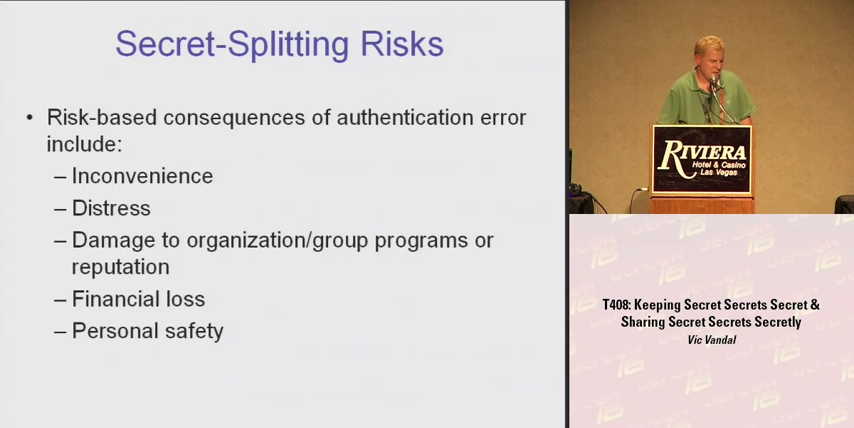 Secret-Splitting Risks
• Risk-based consequences of authentication error
include:
– Inconvenience
– Distress
– Damage to organization/group programs or
reputation
– Financial loss
– Personal safety
RIVIERA
Hotel & Casino
Las Vegas
T408: Keeping Secret Secrets Secret &
Sharing Secret Secrets Secretly
Vic Vandal